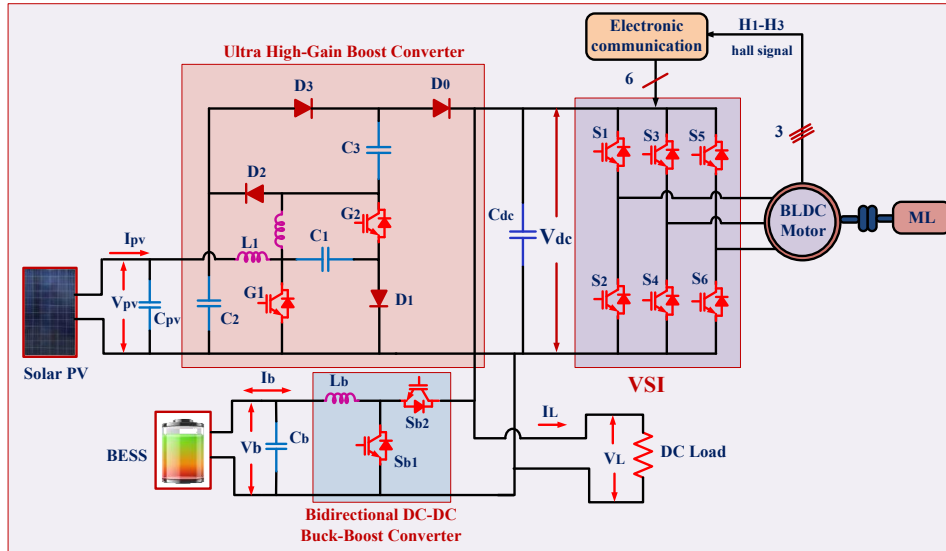 Electronic
communication
H1-H3
hall signal
Ultra High-Gain Boost Converter
6
3
D3
D0
S1
S3
S5
C3
D2
G2
Cdc
Vdc
BLDC
Motor
ML
L1
C1
Ipv
G1
D1
S2
S4
S6
Vpv
Cpv
C2
Solar PV
VSI
Ib
Lb
Sb2
IL
BESS
Vb
Cb
Sb1
VL
DC Load
Bidirectional DC-DC
Buck-Boost Converter